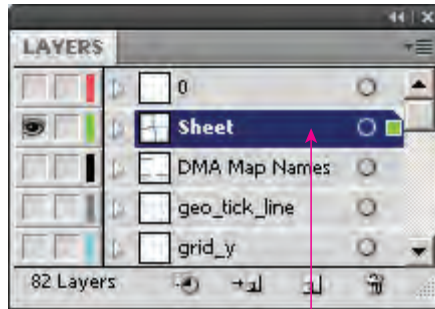 LAYERS
0
Sheet
DMA Map Names
geo_tick_line
grid_y
82 Layers